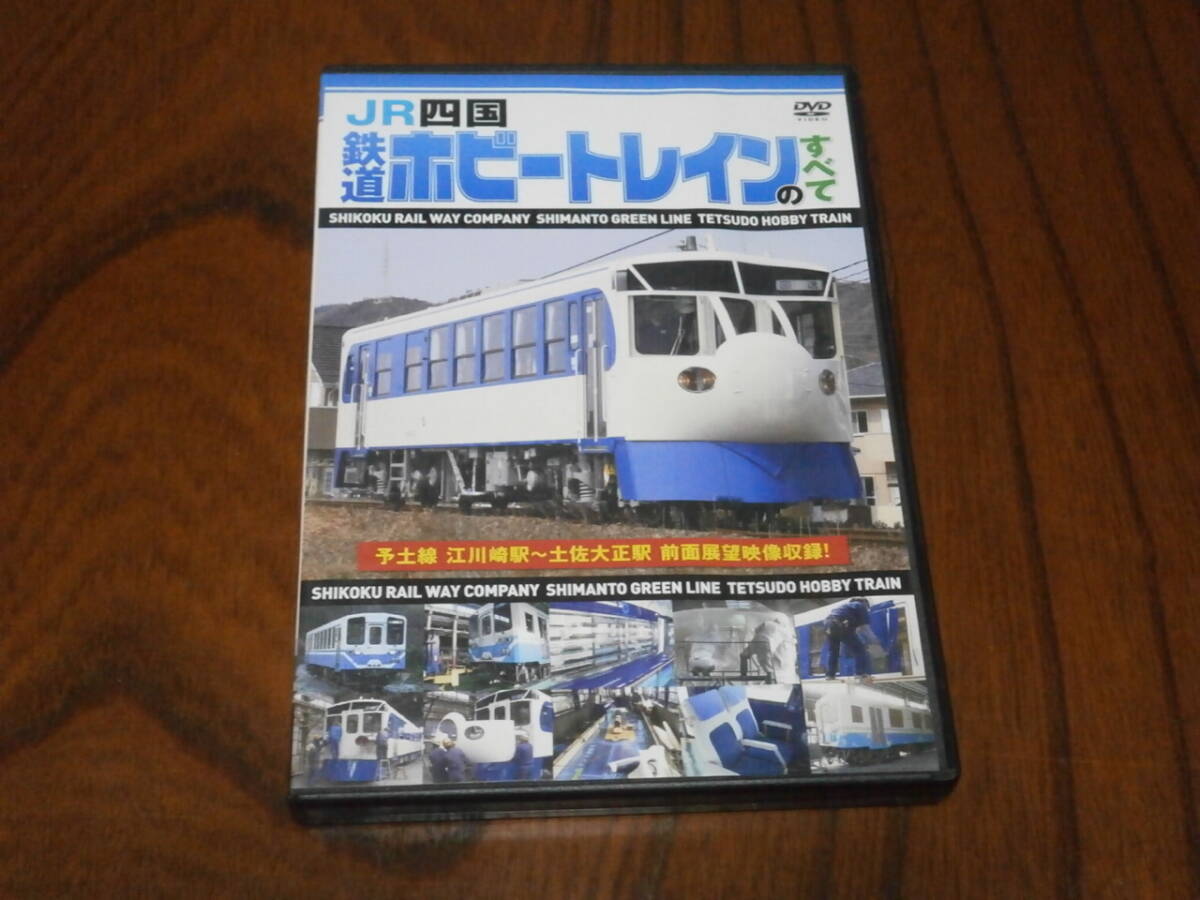 JR四国
DVD
VIDEO
鉄道ホビートレインのすべて
SHIKOKU RAIL WAY COMPANY SHIMANTO GREEN LINE TETSUDO HOBBY TRAIN
予土線 江川崎駅～土佐大正駅 前面展望映像収録!
SHIKOKU RAIL WAY COMPANY SHIMANTO GREEN LINE TETSUDO HOBBY TRAIN